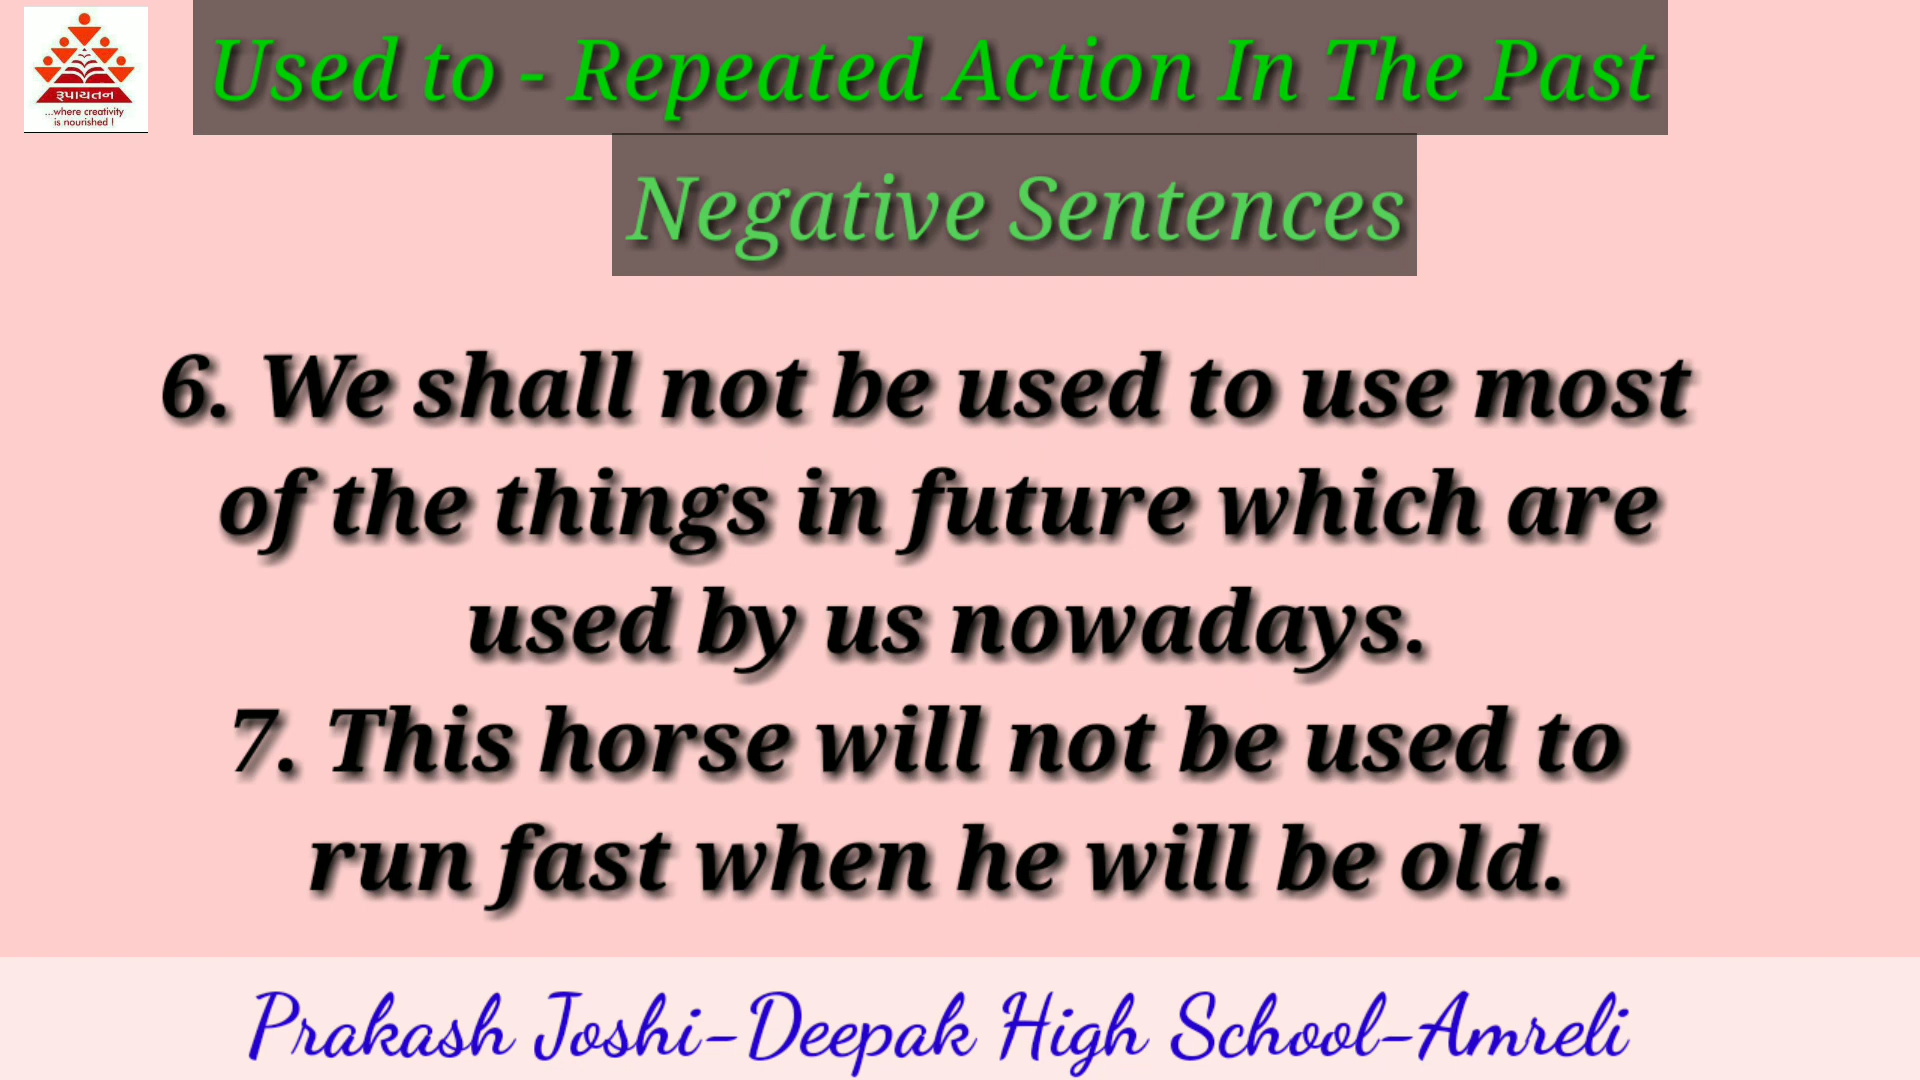 રૂપાયતન
...where creativity
is nourished !
Used to - Repeated Action In The Past
Negative Sentences
6. We shall not be used to use most
of the things in future which are
used by us nowadays.
7. This horse will not be used to
run fast when he will be old.
Prakash Joshi-Deepak High School-Amreli